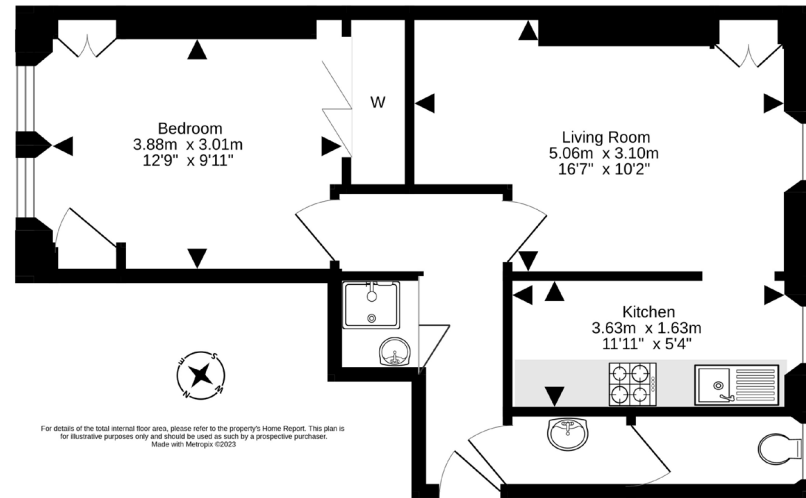 Bedroom
3.88m x 3.01m
12'9" x 9'11"
W
Living Room
5.06m x 3.10m
16'7" x 10'2"
Kitchen
3.63m x 1.63m
11'11" x 5'4"
S
E
W
N
For details of the total internal floor area, please refer to the property's Home Report. This plan is
for illustrative purposes only and should be used as such by a prospective purchaser.
Made with Metropix ©2023